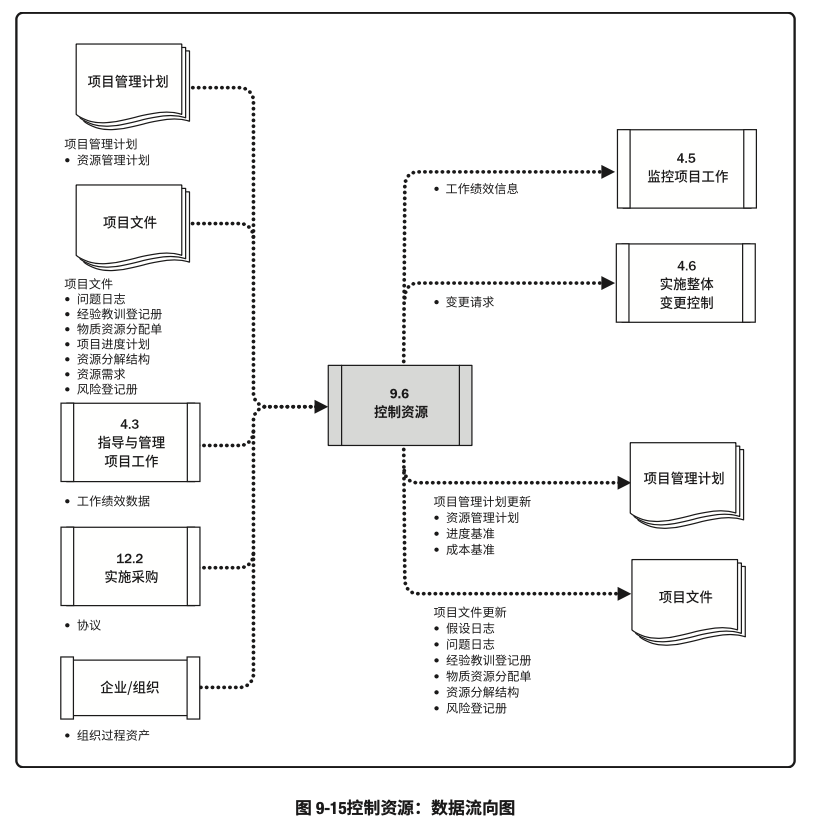 项目管理计划
项目管理计划
• 资源管理计划
项目文件
项目文件
• 问题日志
• 经验教训登记册
• 物质资源分配单
• 项目进度计划
• 资源分解结构
• 资源需求
• 风险登记册
4.3
指导与管理
项目工作
• 工作绩效数据
12.2
实施采购
• 协议
企业/组织
• 组织过程资产
9.6
控制资源
• 工作绩效信息
4.5
监控项目工作
• 变更请求
4.6
实施整体
变更控制
项目管理计划更新
• 资源管理计划
• 进度基准
• 成本基准
项目管理计划
项目文件更新
• 假设日志
• 问题日志
• 经验教训登记册
• 物质资源分配单
• 资源分解结构
• 风险登记册
项目文件
图 9-15控制资源：数据流向图